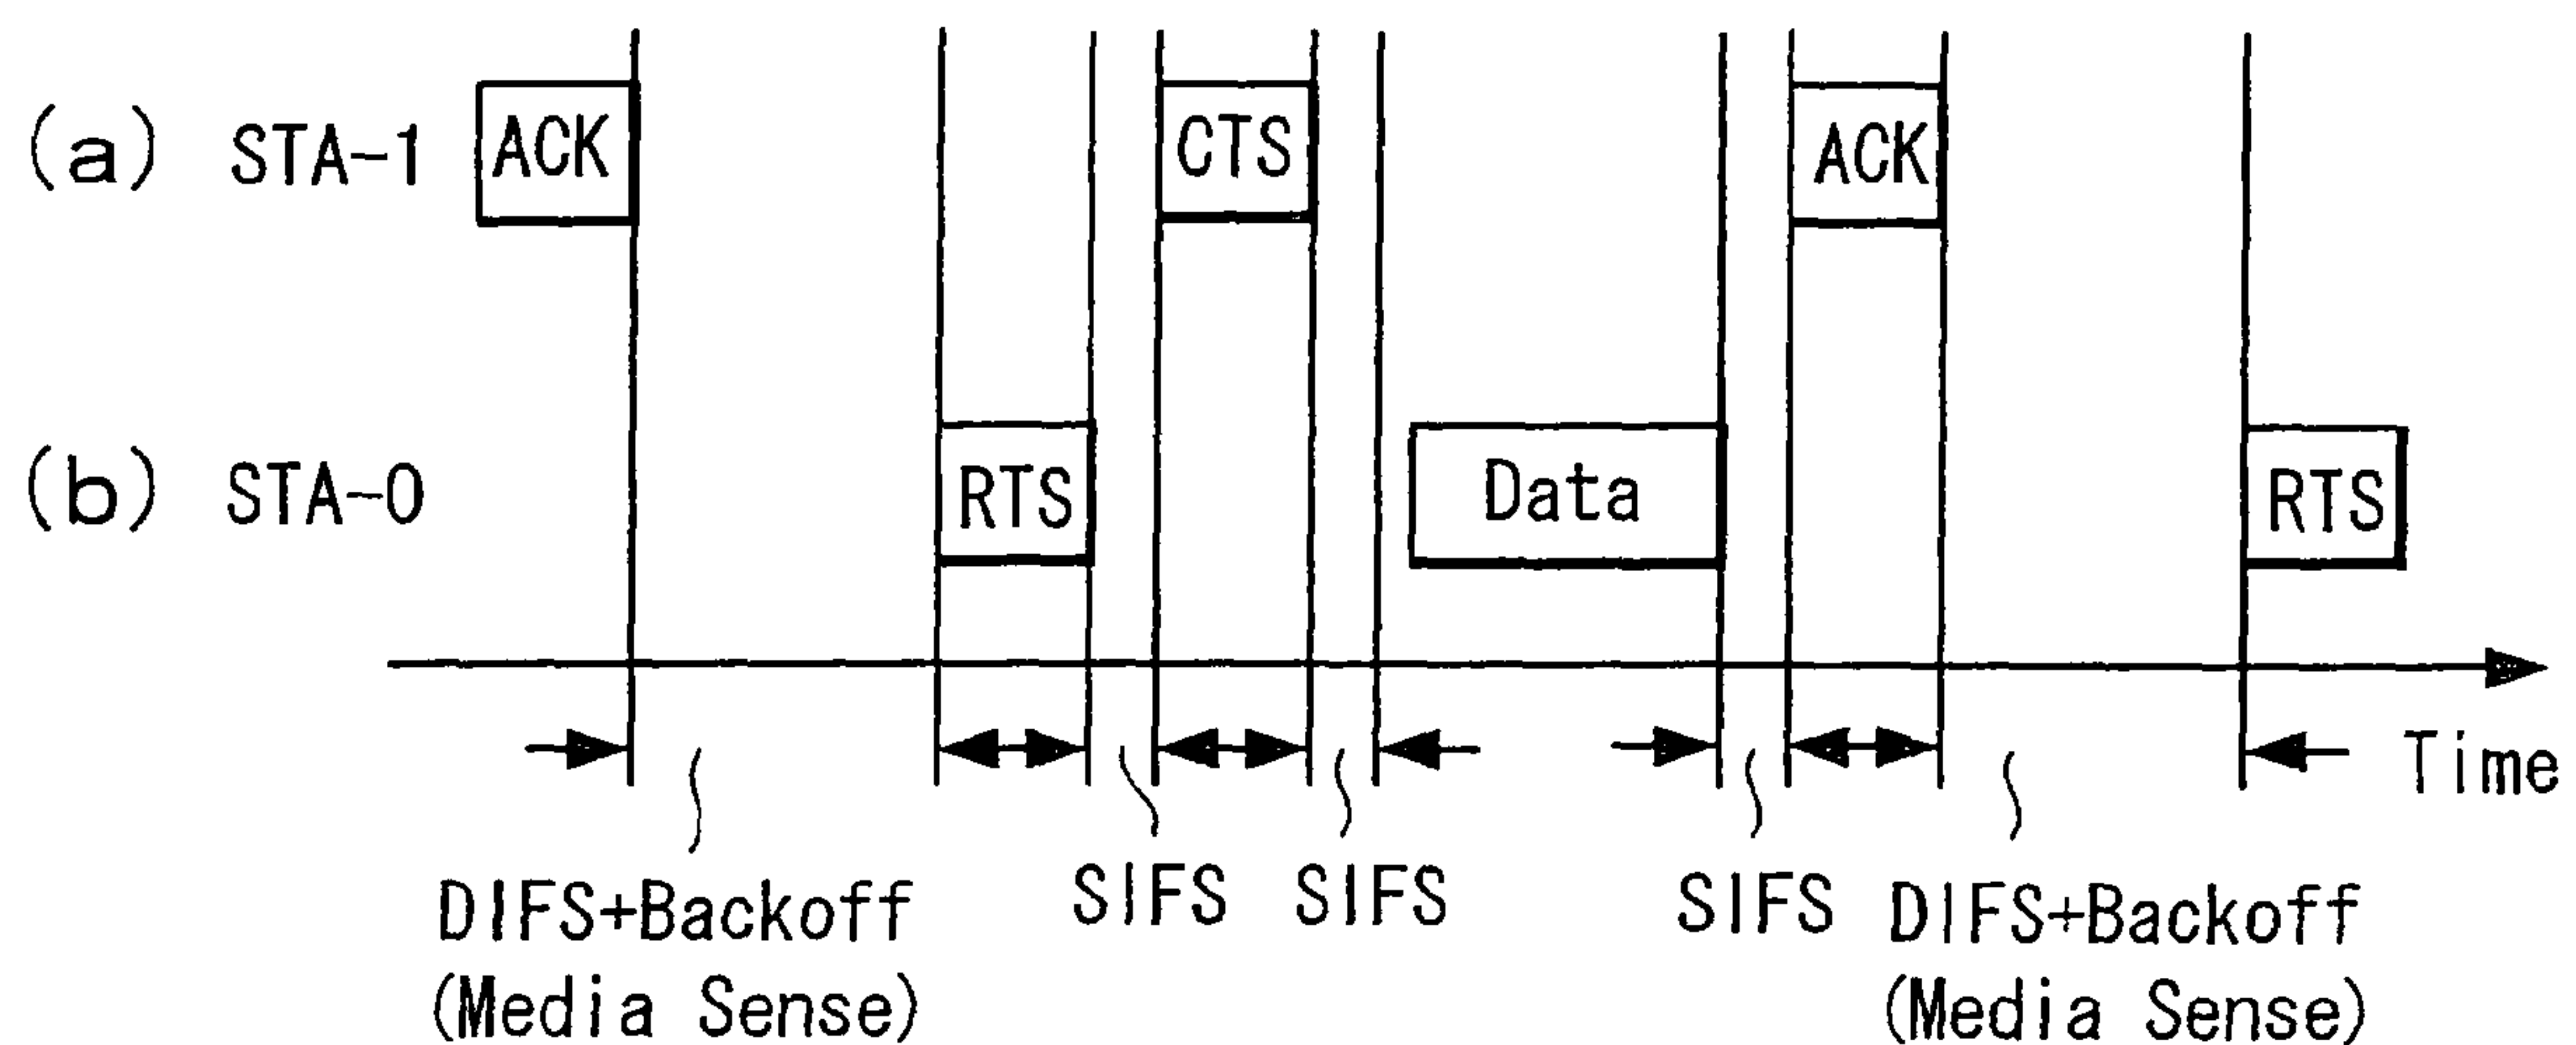 (a) STA-1 ACK CTS ACK
(b) STA-0 RTS Data RTS
Time
SIFS SIFS SIFS
DIFS+Backoff
(Media Sense)
DIFS+Backoff
(Media Sense)